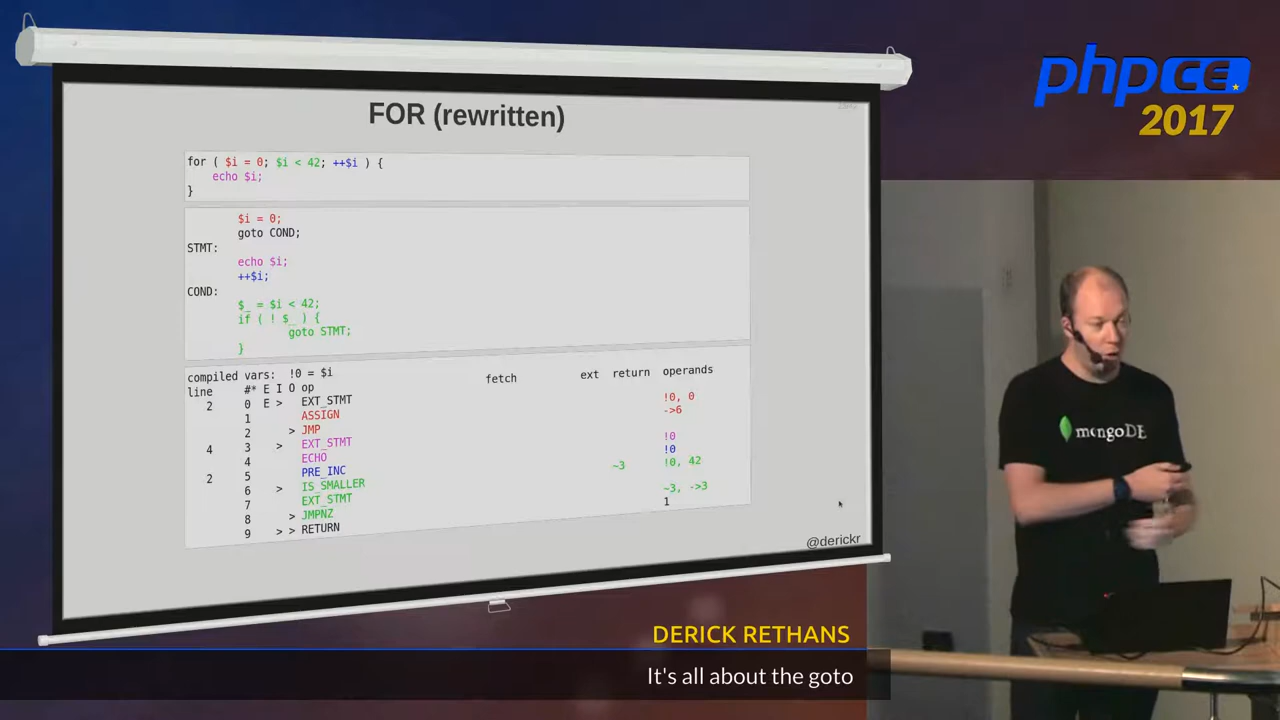 FOR (rewritten)
for ( $i = 0; $i < 42; ++$i ) {
echo $i;
}
$i = 0;
goto COND;
STMT:
echo $i;
++$i;
COND:
$_ = $i < 42;
if ( ! $_ ) {
goto STMT;
}
compiled vars: !0 = $i
line #* E I O op fetch ext return operands
2 0 E > EXT_STMT
1 ASSIGN !0, 0
2 > JMP ->6
4 3 > EXT_STMT
4 ECHO !0
2 5 PRE_INC !0
6 > IS_SMALLER ~3 !0, 42
7 EXT_STMT
8 > JMPNZ ~3, ->3
9 > > RETURN 1
@derickr
phpCE
2017
mongoDB
DERICK RETHANS
It's all about the goto